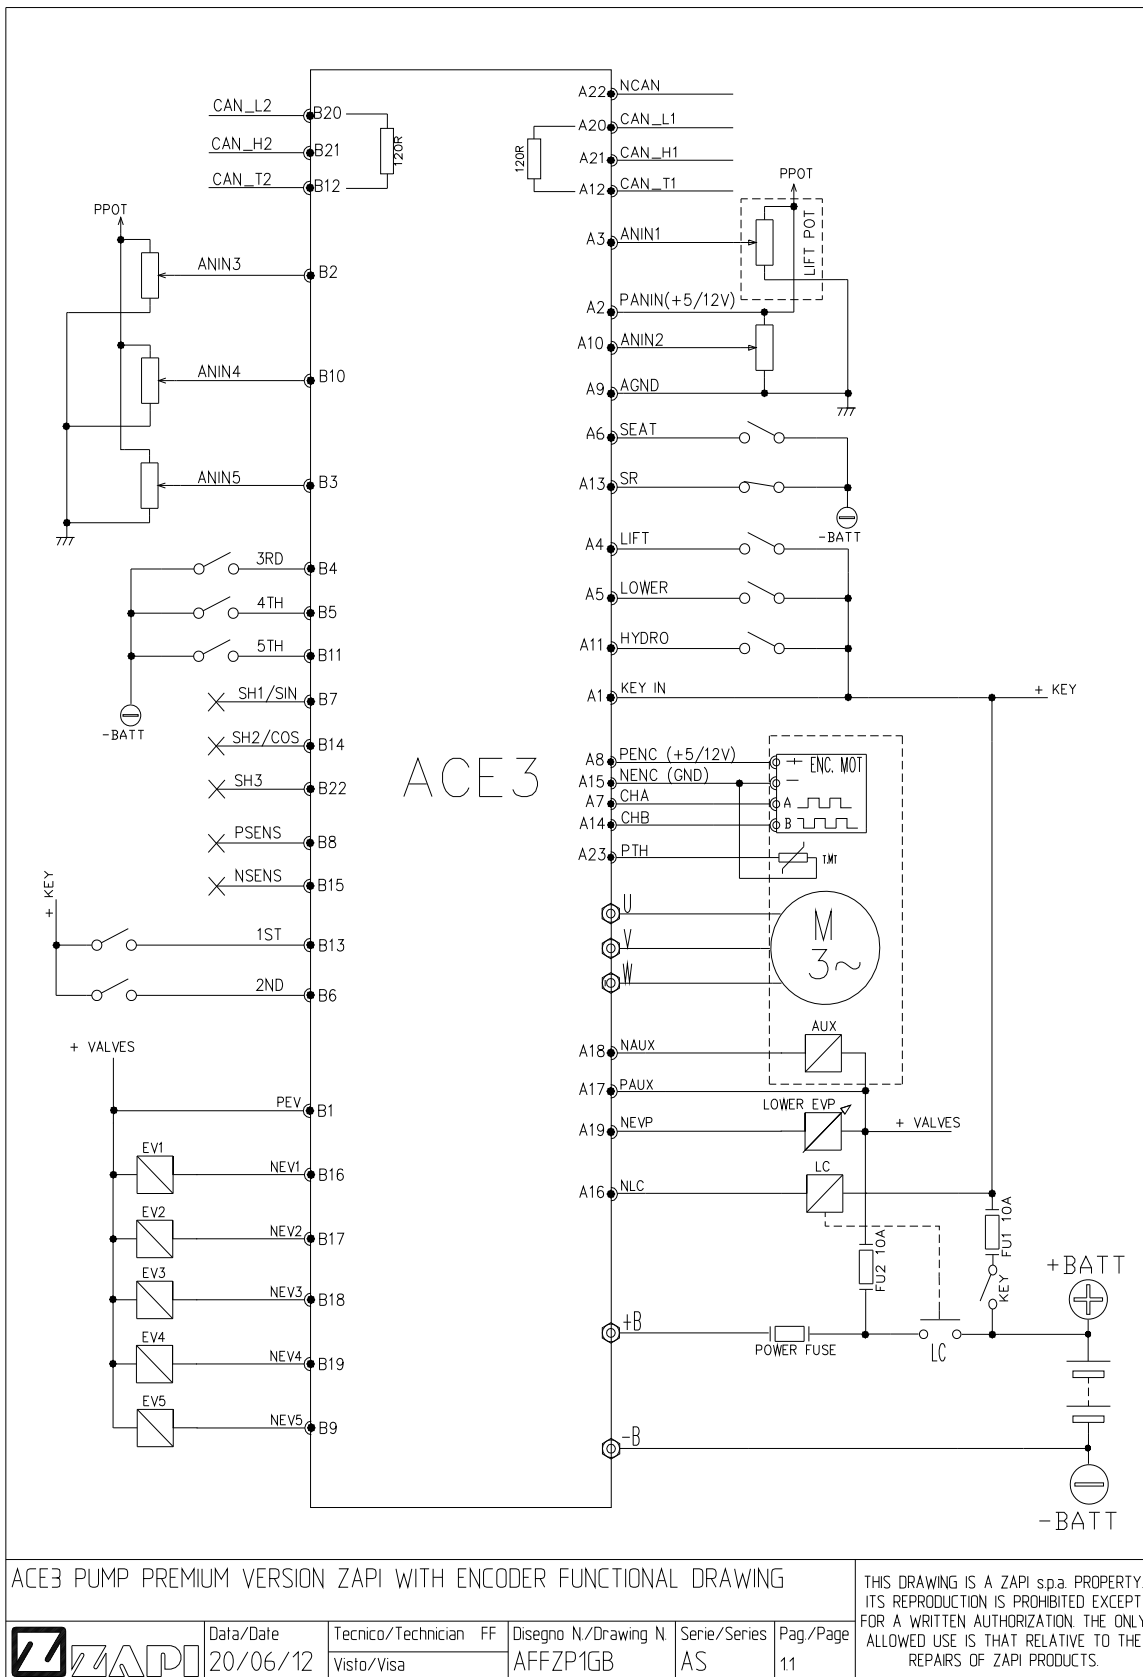 A22 NCAN
CAN_L2 B20
A20 CAN_L1
CAN_H2 B21
120R
120R
A21 CAN_H1
CAN_T2 B12
A12 CAN_T1
PPOT
PPOT
A3 ANIN1
LIFT POT
ANIN3 B2
A2 PANIN(+5/12V)
A10 ANIN2
ANIN4 B10
A9 AGND
A6 SEAT
ANIN5 B3
A13 SR
-BATT
A4 LIFT
3RD B4
A5 LOWER
4TH B5
A11 HYDRO
5TH B11
A1 KEY IN
+ KEY
SH1/SIN B7
-BATT
SH2/COS B14
SH3 B22
ACE3
A8 PENC (+5/12V)
+ ENC. MOT
A15 NENC (GND)
-
A7 CHA
A
A14 CHB
B
PSENS B8
A23 PTH
T.MT
NSENS B15
+ KEY
U
V
W
M
3~
1ST B13
2ND B6
+ VALVES
AUX
A18 NAUX
A17 PAUX
PEV B1
LOWER EVP
A19 NEVP
+ VALVES
EV1
NEV1 B16
LC
A16 NLC
EV2
NEV2 B17
FU2 10A
FU1 10A
KEY
+BATT
EV3
NEV3 B18
+B
POWER FUSE
LC
EV4
NEV4 B19
EV5
NEV5 B9
-B
-BATT
ACE3 PUMP PREMIUM VERSION ZAPI WITH ENCODER FUNCTIONAL DRAWING
THIS DRAWING IS A ZAPI s.p.a. PROPERTY.
ITS REPRODUCTION IS PROHIBITED EXCEPT
FOR A WRITTEN AUTHORIZATION. THE ONLY
ALLOWED USE IS THAT RELATIVE TO THE
REPAIRS OF ZAPI PRODUCTS.
ZAPI
Data/Date
20/06/12
Tecnico/Technician FF
Visto/Visa
Disegno N./Drawing N.
AFFZP1GB
Serie/Series
AS
Pag./Page
1.1